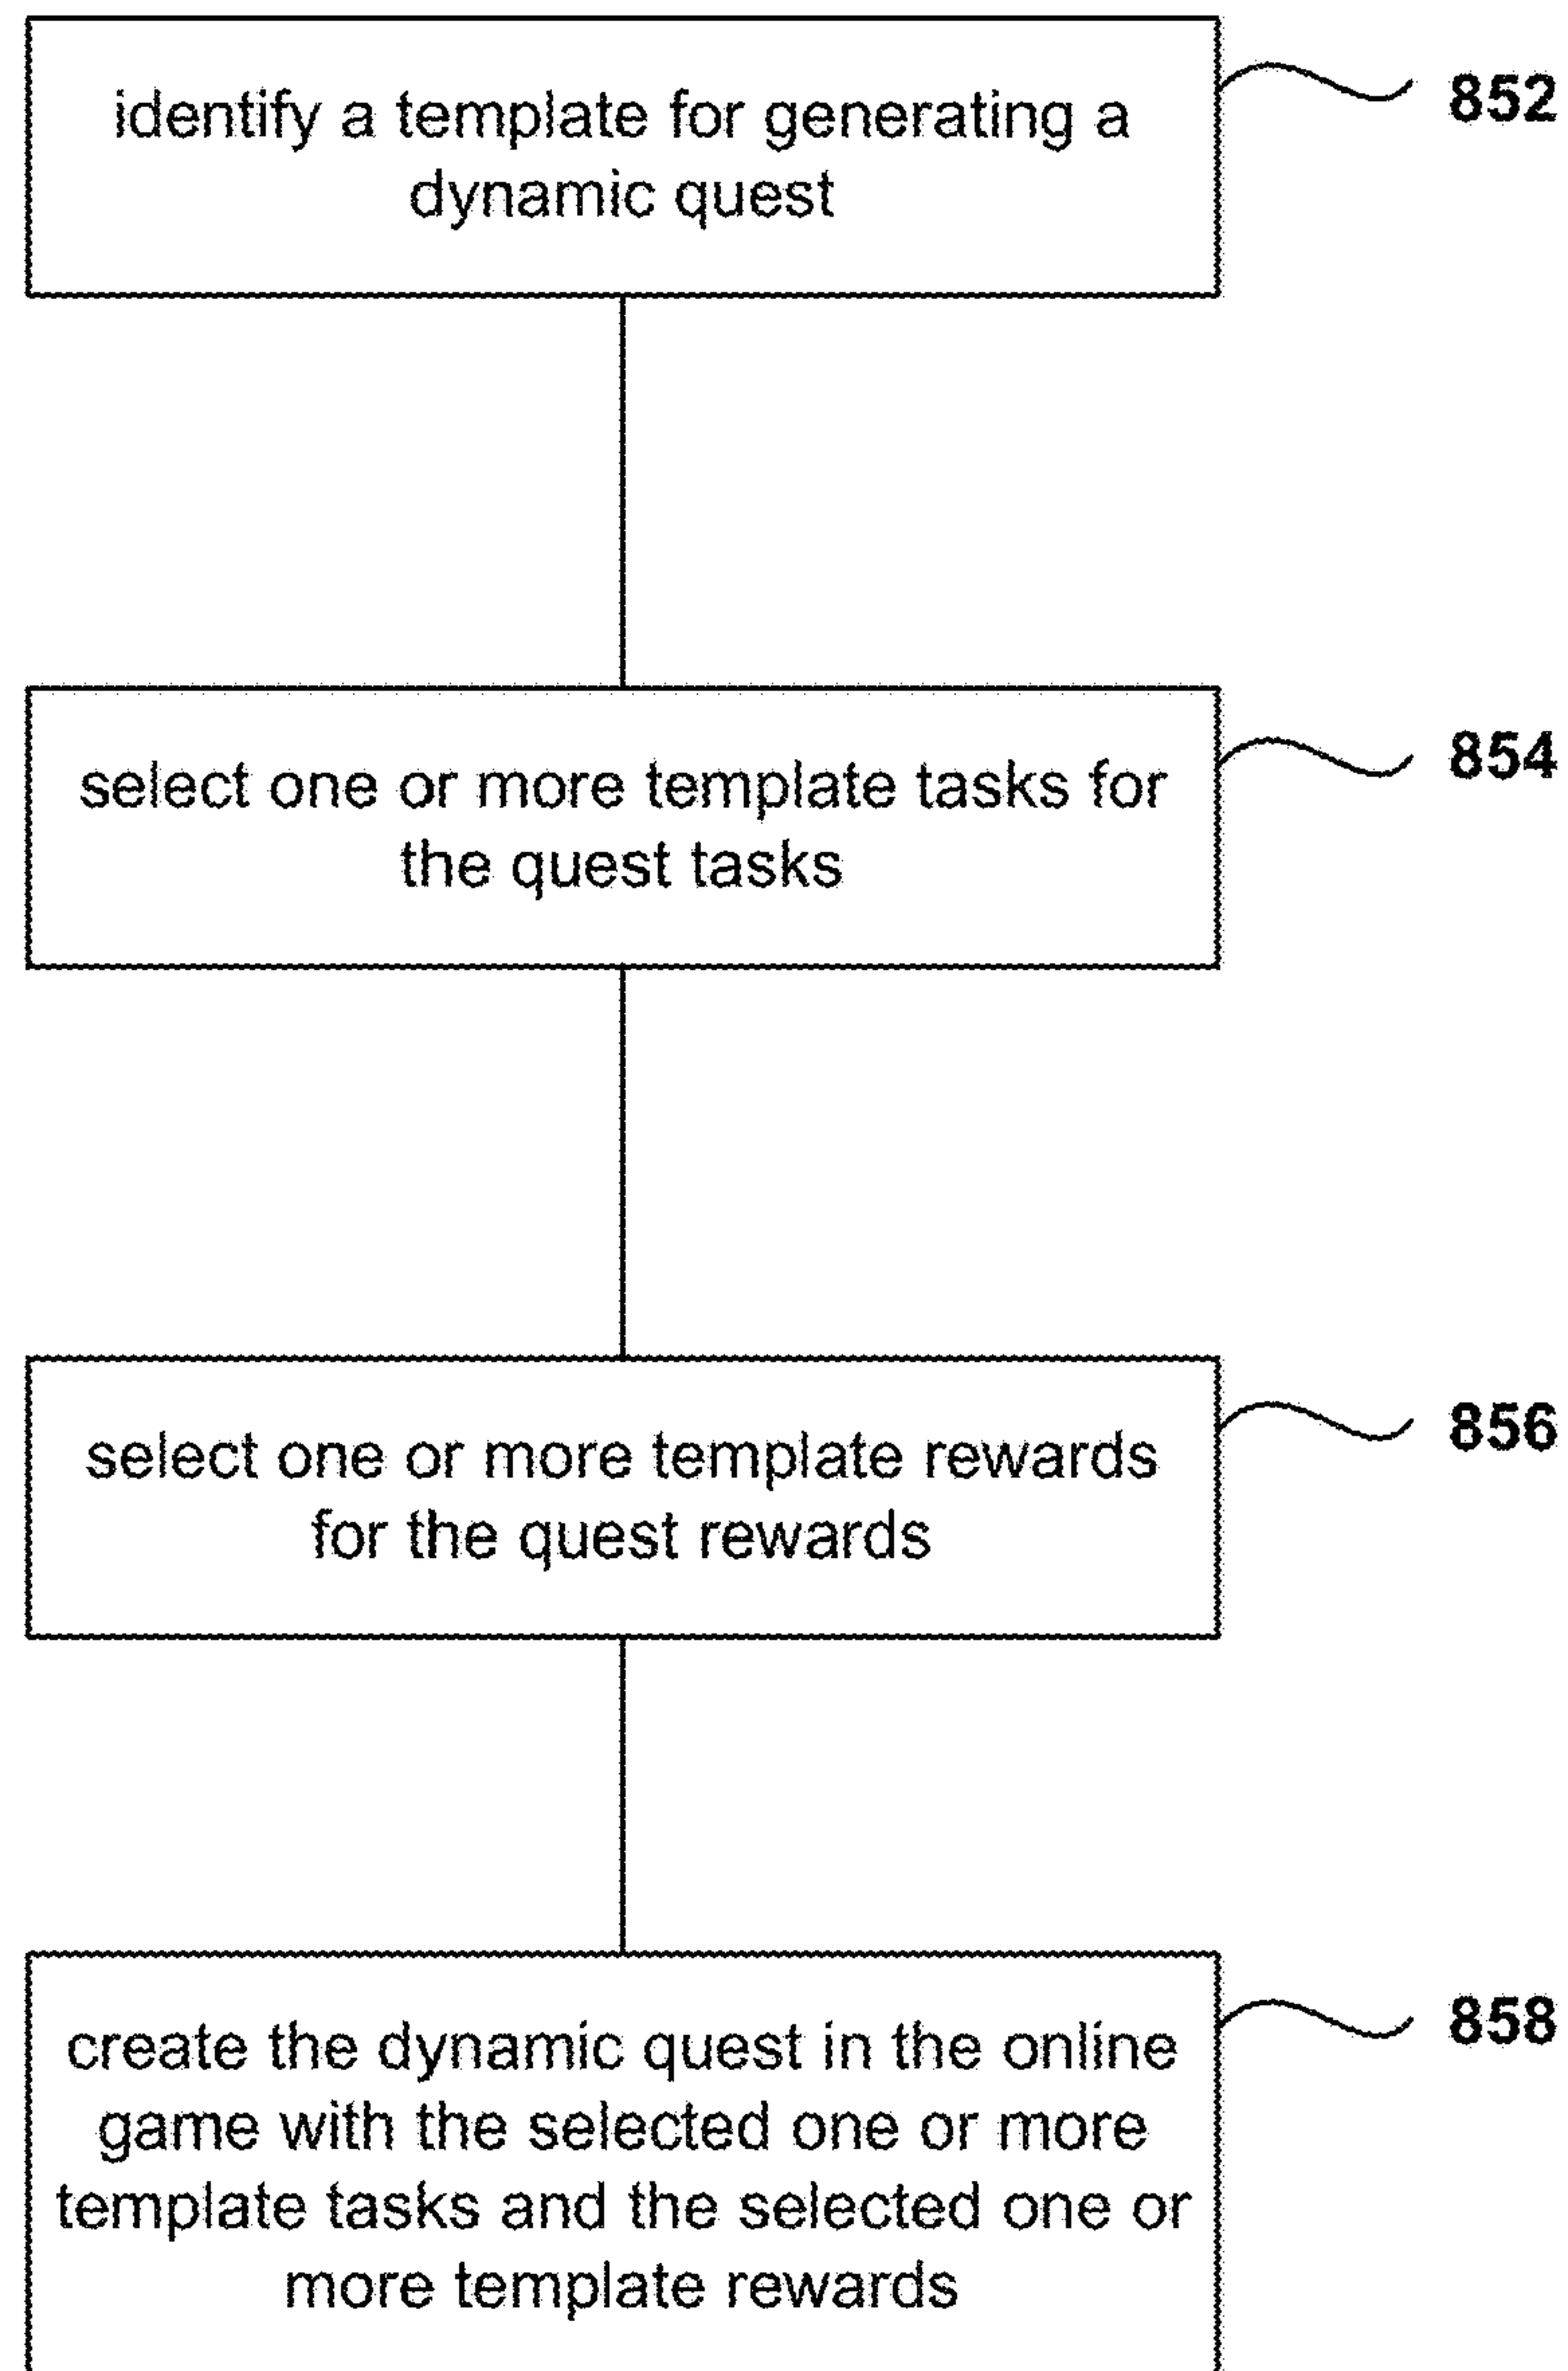 identify a template for generating a
dynamic quest
852
select one or more template tasks for
the quest tasks
854
select one or more template rewards
for the quest rewards
856
create the dynamic quest in the online
game with the selected one or more
template tasks and the selected one or
more template rewards
858